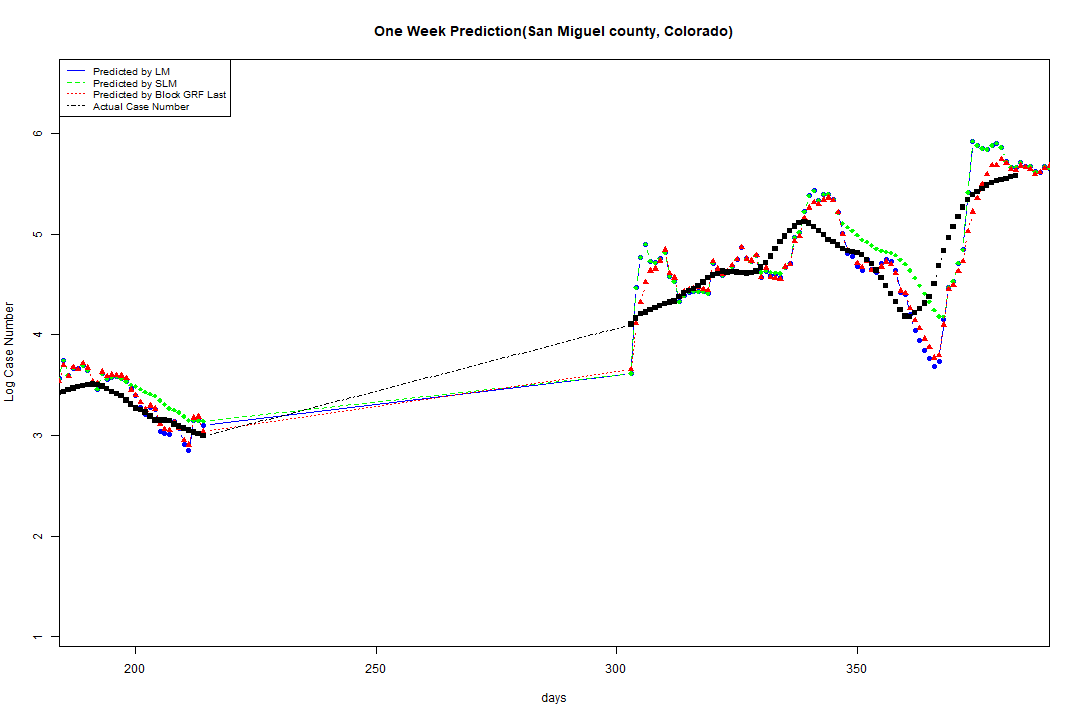 One Week Prediction(San Miguel county, Colorado)
Predicted by LM
Predicted by SLM
Predicted by Block GRF Last
Actual Case Number
Log Case Number
6
5
4
3
2
1
200
250
300
350
days